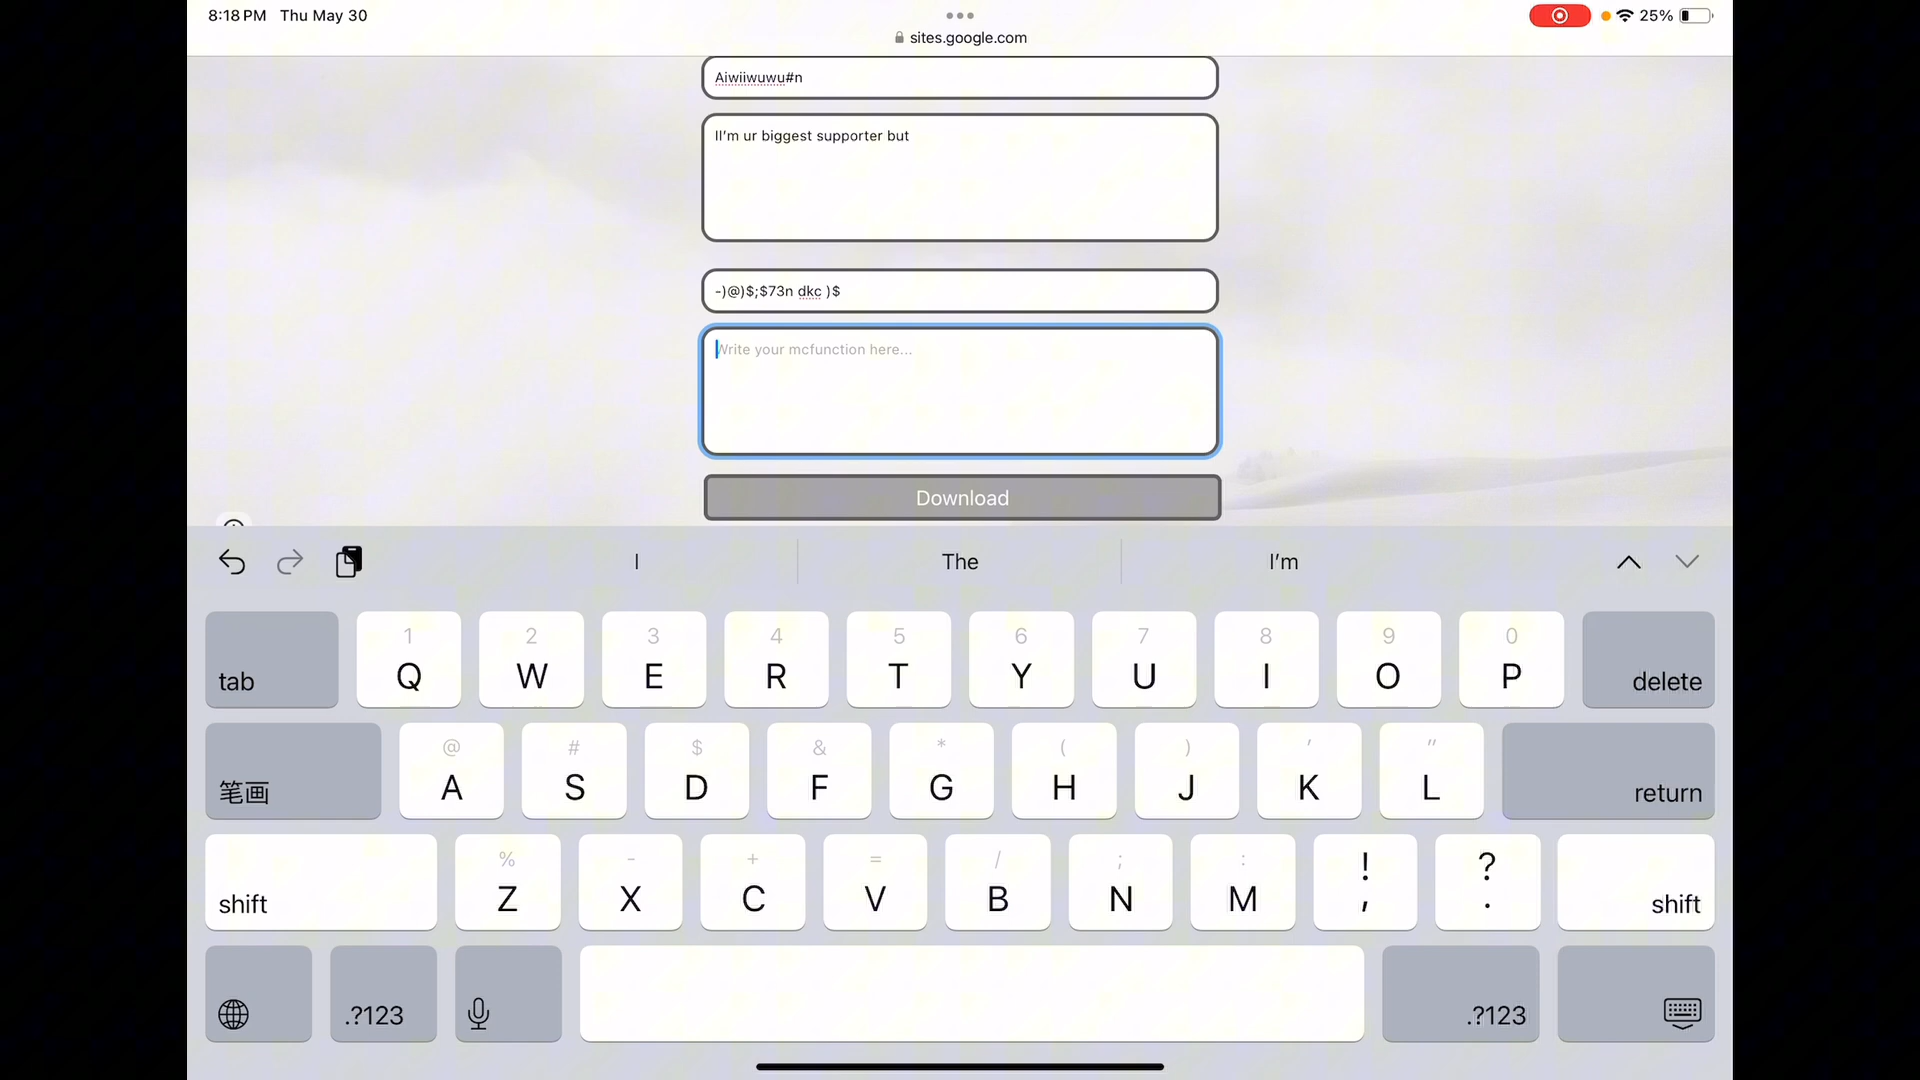 8:18 PM Thu May 30
25%
sites.google.com
Aiwiiwuwu#n
II’m ur biggest supporter but
-)@)$;$73n dkc )$
Write your mcfunction here...
Download
I The I’m
tab 1 Q 2 W 3 E 4 R 5 T 6 Y 7 U 8 I 9 O 0 P delete
笔画 @ A # S $ D & F * G ( H ) J ' K " L return
shift % Z - X + C = V / B ; N : M ! , ? . shift
.?123 .?123